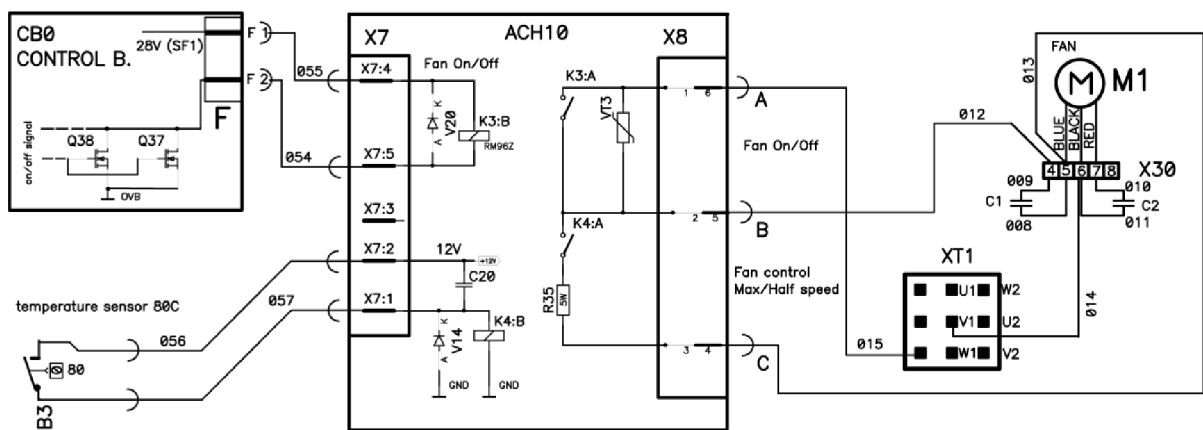 CB0
CONTROL B.
28V (SF1)
F 1
F 2
F
Q38
Q37
on/off signal
0VB
055
054
X7
ACH10
X8
Fan On/Off
X7:4
X7:5
X7:3
X7:2
X7:1
K
V20
A
K3:B
RM96Z
12V
+12V
C20
K
V14
A
K4:B
GND
GND
K3:A
VT3
K4:A
R35
5W
1
6
2
5
3
4
A
B
C
Fan On/Off
Fan control
Max/Half speed
temperature sensor 80C
056
057
80
B3
012
013
014
015
FAN
M
M1
BLUE
BLACK
RED
4 5 6 7 8
X30
009
C1
008
010
C2
011
XT1
U1 W2
V1 U2
W1 V2